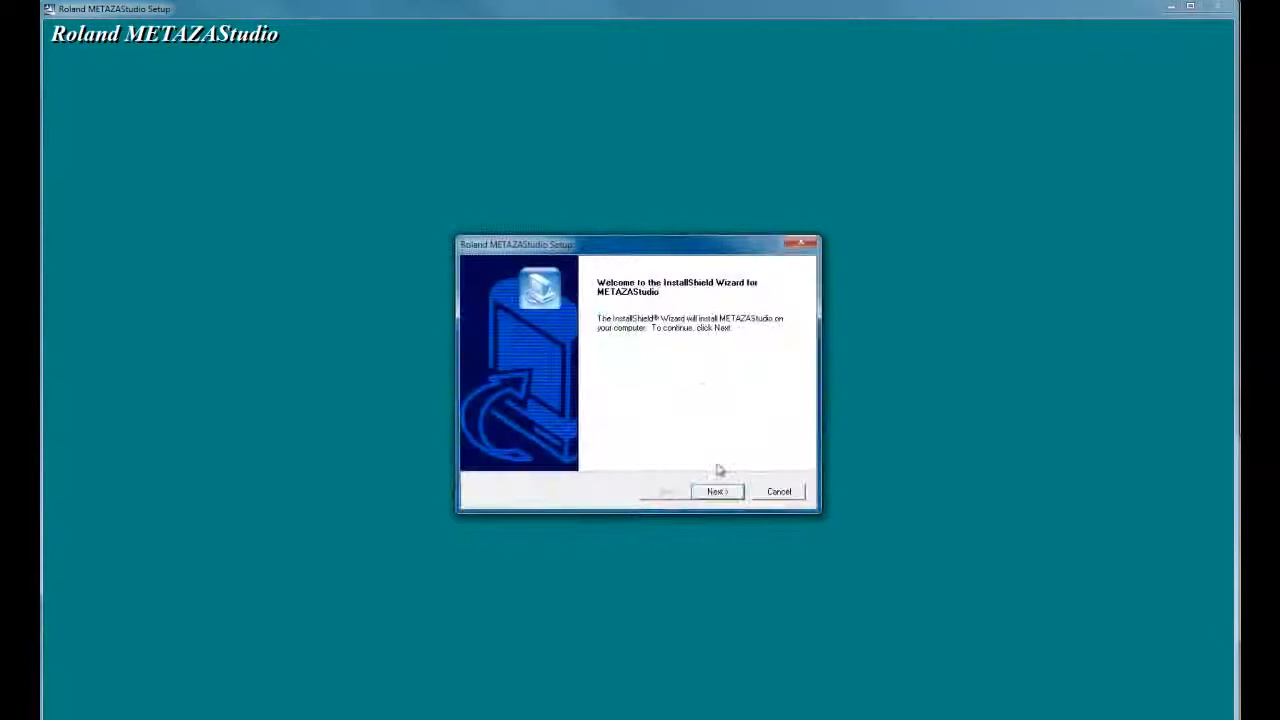 Roland METAZAStudio Setup
Roland METAZAStudio
Roland METAZAStudio Setup
Welcome to the InstallShield Wizard for
METAZAStudio
The InstallShield® Wizard will install METAZAStudio on
your computer. To continue, click Next.
Next >
Cancel